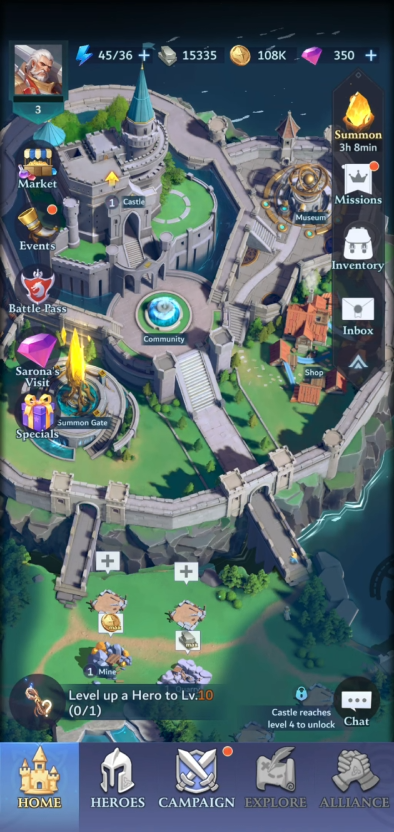 45/36
15335
108K
350
3
Summon
3h 8min
Market
Missions
1 Castle
Museum
Events
Inventory
Battle Pass
Community
Inbox
Sarona's
Visit
Shop
Summon Gate
Specials
1 Mine
Level up a Hero to Lv.10
(0/1)
Castle reaches
level 4 to unlock
Chat
HOME
HEROES
CAMPAIGN
EXPLORE
ALLIANCE